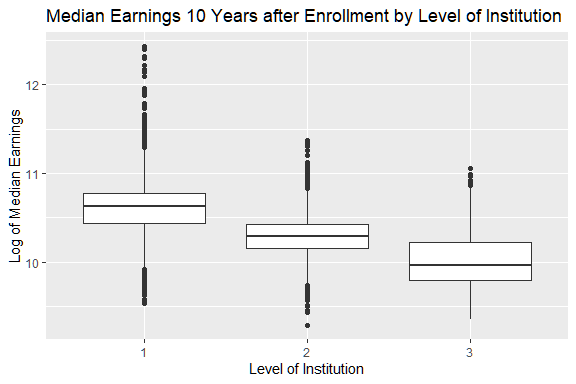 Median Earnings 10 Years after Enrollment by Level of Institution
Log of Median Earnings
12
11
10
1
2
3
Level of Institution